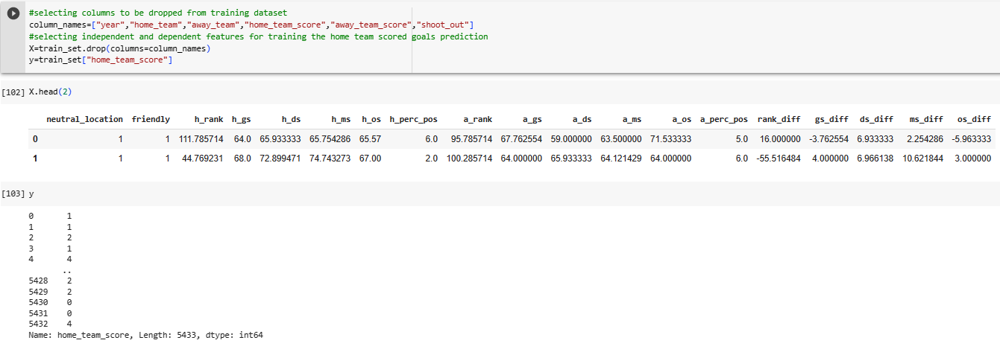 #selecting columns to be dropped from training dataset
column_names=["year","home_team","away_team","home_team_score","away_team_score","shoot_out"]
#selecting independent and dependent features for training the home team scored goals prediction
X=train_set.drop(columns=column_names)
y=train_set["home_team_score"]
[102] X.head(2)
neutral_location friendly h_rank h_gs h_ds h_ms h_os h_perc_pos a_rank a_gs a_ds a_ms a_os a_perc_pos rank_diff gs_diff ds_diff ms_diff os_diff
0 1 1 111.785714 64.0 65.933333 65.754286 65.57 6.0 95.785714 67.762554 59.000000 63.500000 71.533333 5.0 16.000000 -3.762554 6.933333 2.254286 -5.963333
1 1 1 44.769231 68.0 72.899471 74.743273 67.00 2.0 100.285714 64.000000 65.933333 64.121429 64.000000 6.0 -55.516484 4.000000 6.966138 10.621844 3.000000
[103] y
0 1
1 1
2 2
3 1
4 4
..
5428 2
5429 2
5430 0
5431 0
5432 4
Name: home_team_score, Length: 5433, dtype: int64